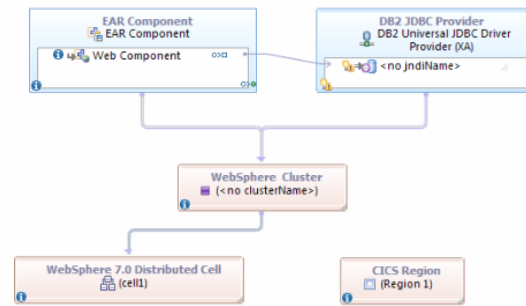 EAR Component
EAR Component
Web Component
DB2 JDBC Provider
DB2 Universal JDBC Driver
Provider (XA)
<no jndiName>
WebSphere Cluster
(<no clusterName>)
WebSphere 7.0 Distributed Cell
(cell1)
CICS Region
(Region 1)